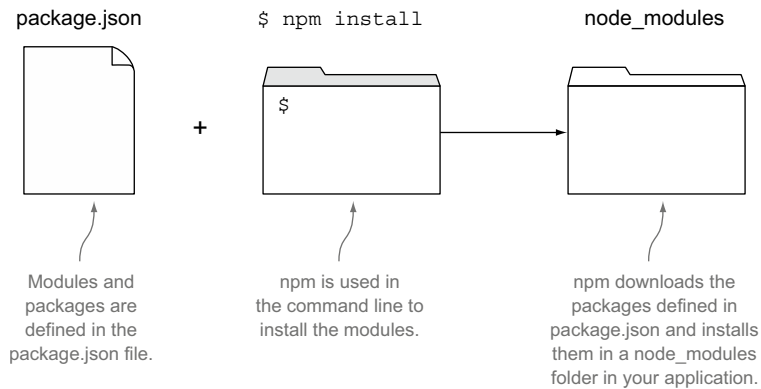 package.json
$ npm install
node_modules
$
+
Modules and
packages are
defined in the
package.json file.
npm is used in
the command line to
install the modules.
npm downloads the
packages defined in
package.json and installs
them in a node_modules
folder in your application.